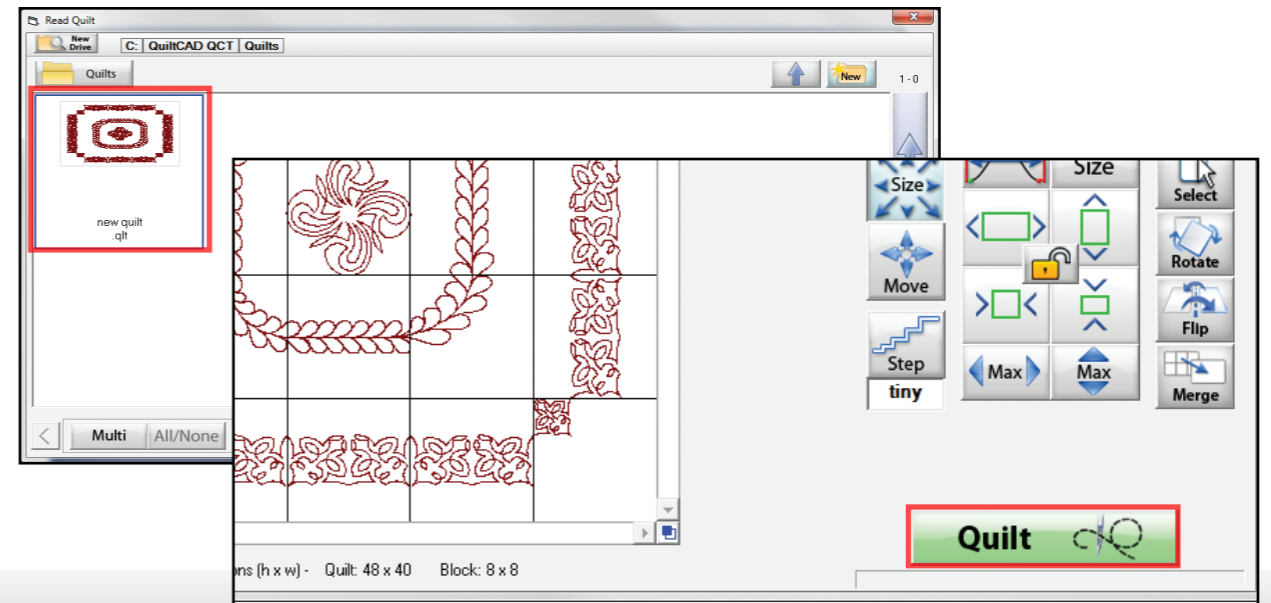 Read Quilt
New Drive
C: QuiltCAD QCT Quilts
Quilts
New
1 - 0
new quilt
.qlt
Multi All/None
Size
Size
Select
Move
Rotate
Flip
Step
tiny
Max
Max
Merge
Quilt
ons (h x w) - Quilt: 48 x 40 Block: 8 x 8